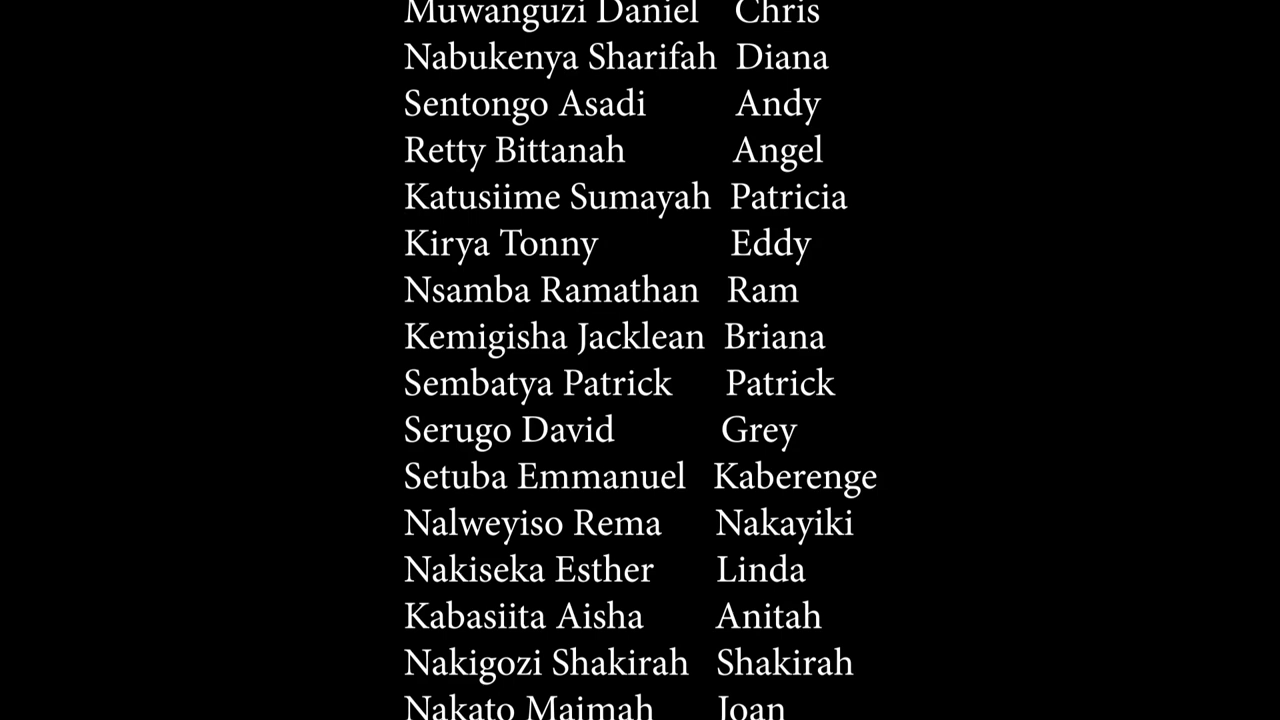 Muwanguzi Daniel Chris
Nabukenya Sharifah Diana
Sentongo Asadi Andy
Retty Bittanah Angel
Katusiime Sumayah Patricia
Kirya Tonny Eddy
Nsamba Ramathan Ram
Kemigisha Jacklean Briana
Sembatya Patrick Patrick
Serugo David Grey
Setuba Emmanuel Kaberenge
Nalweyiso Rema Nakayiki
Nakiseka Esther Linda
Kabasiita Aisha Anitah
Nakigozi Shakirah Shakirah
Nakato Maimah Joan